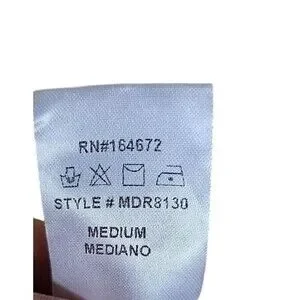 RN#164672
STYLE # MDR8130
MEDIUM
MEDIANO